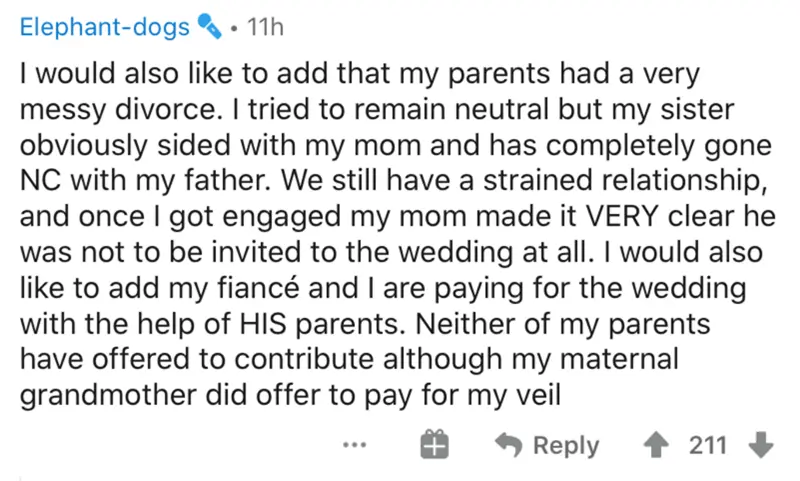 Elephant-dogs • 11h
I would also like to add that my parents had a very
messy divorce. I tried to remain neutral but my sister
obviously sided with my mom and has completely gone
NC with my father. We still have a strained relationship,
and once I got engaged my mom made it VERY clear he
was not to be invited to the wedding at all. I would also
like to add my fiancé and I are paying for the wedding
with the help of HIS parents. Neither of my parents
have offered to contribute although my maternal
grandmother did offer to pay for my veil
... Reply 211